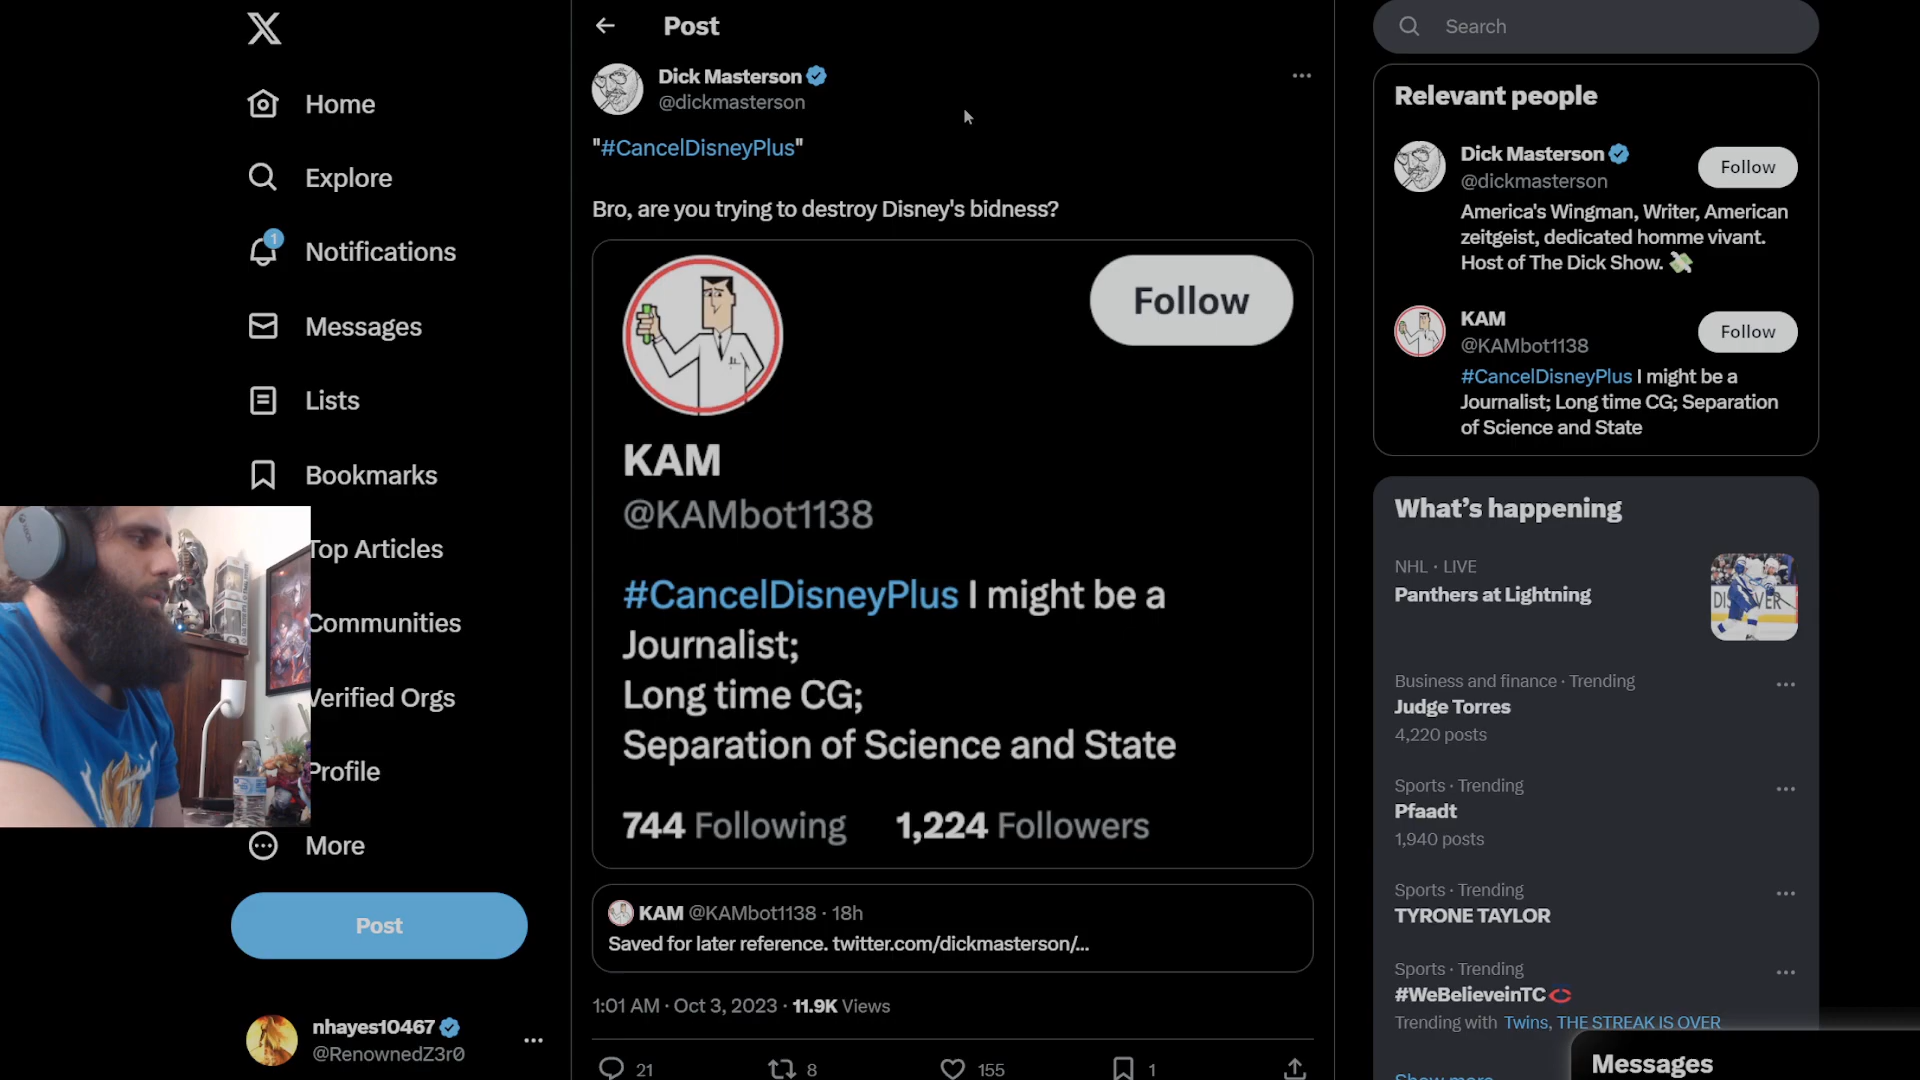 Home
Explore
1
Notifications
Messages
Lists
Bookmarks
Top Articles
Communities
Verified Orgs
Profile
More
Post
nhayes10467
@RenownedZ3r0
Post
Dick Masterson
@dickmasterson
"#CancelDisneyPlus"
Bro, are you trying to destroy Disney's bidness?
Follow
KAM
@KAMbot1138
#CancelDisneyPlus I might be a
Journalist;
Long time CG;
Separation of Science and State
744 Following 1,224 Followers
KAM @KAMbot1138 · 18h
Saved for later reference. twitter.com/dickmasterson/...
1:01 AM · Oct 3, 2023 · 11.9K Views
21 8 155 1
Search
Relevant people
Dick Masterson
@dickmasterson
Follow
America's Wingman, Writer, American
zeitgeist, dedicated homme vivant.
Host of The Dick Show. 💸
KAM
@KAMbot1138
Follow
#CancelDisneyPlus I might be a
Journalist; Long time CG; Separation
of Science and State
What's happening
NHL · LIVE
Panthers at Lightning
Business and finance · Trending
Judge Torres
4,220 posts
Sports · Trending
Pfaadt
1,940 posts
Sports · Trending
TYRONE TAYLOR
Sports · Trending
#WeBelieveinTC
Trending with Twins, THE STREAK IS OVER
Show more
Messages